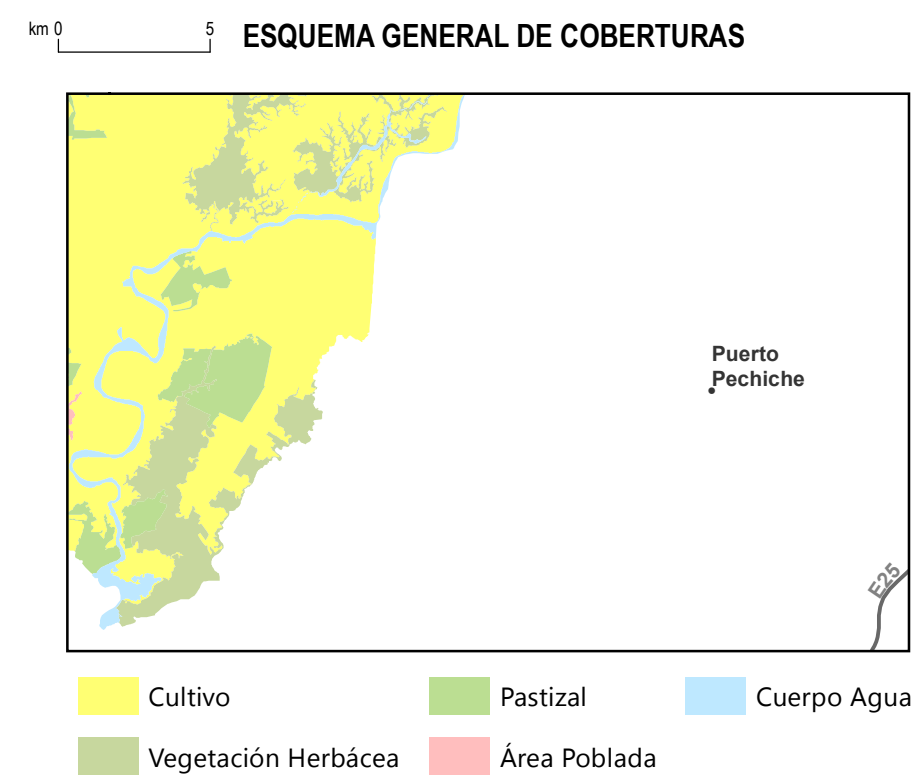 km 0 5 ESQUEMA GENERAL DE COBERTURAS
Puerto
Pechiche
E25
Cultivo Pastizal Cuerpo Agua
Vegetación Herbácea Área Poblada